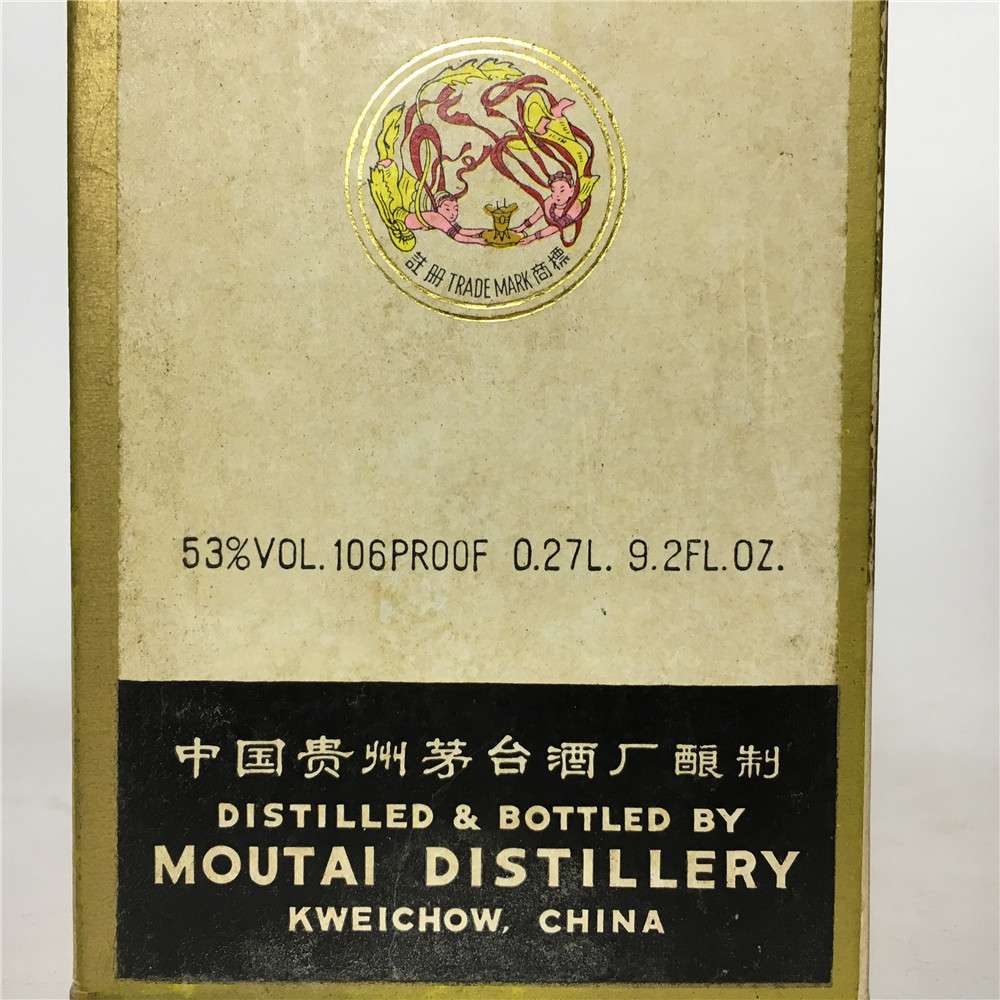 註册 TRADE MARK 商標
53%VOL. 106PROOF 0.27L. 9.2FL.OZ.
中国贵州茅台酒厂酿制
DISTILLED & BOTTLED BY
MOUTAI DISTILLERY
KWEICHOW, CHINA